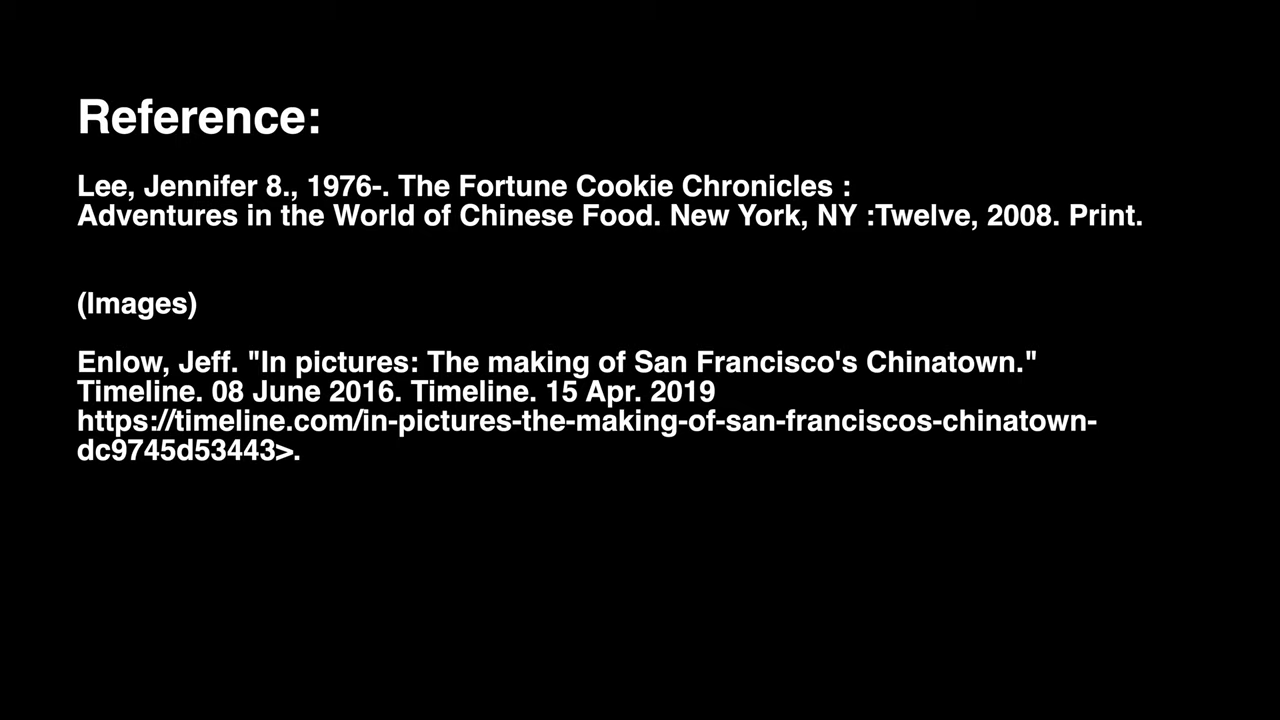 Reference:
Lee, Jennifer 8., 1976-. The Fortune Cookie Chronicles :
Adventures in the World of Chinese Food. New York, NY :Twelve, 2008. Print.
(Images)
Enlow, Jeff. "In pictures: The making of San Francisco's Chinatown."
Timeline. 08 June 2016. Timeline. 15 Apr. 2019
https://timeline.com/in-pictures-the-making-of-san-franciscos-chinatown-
dc9745d53443>.